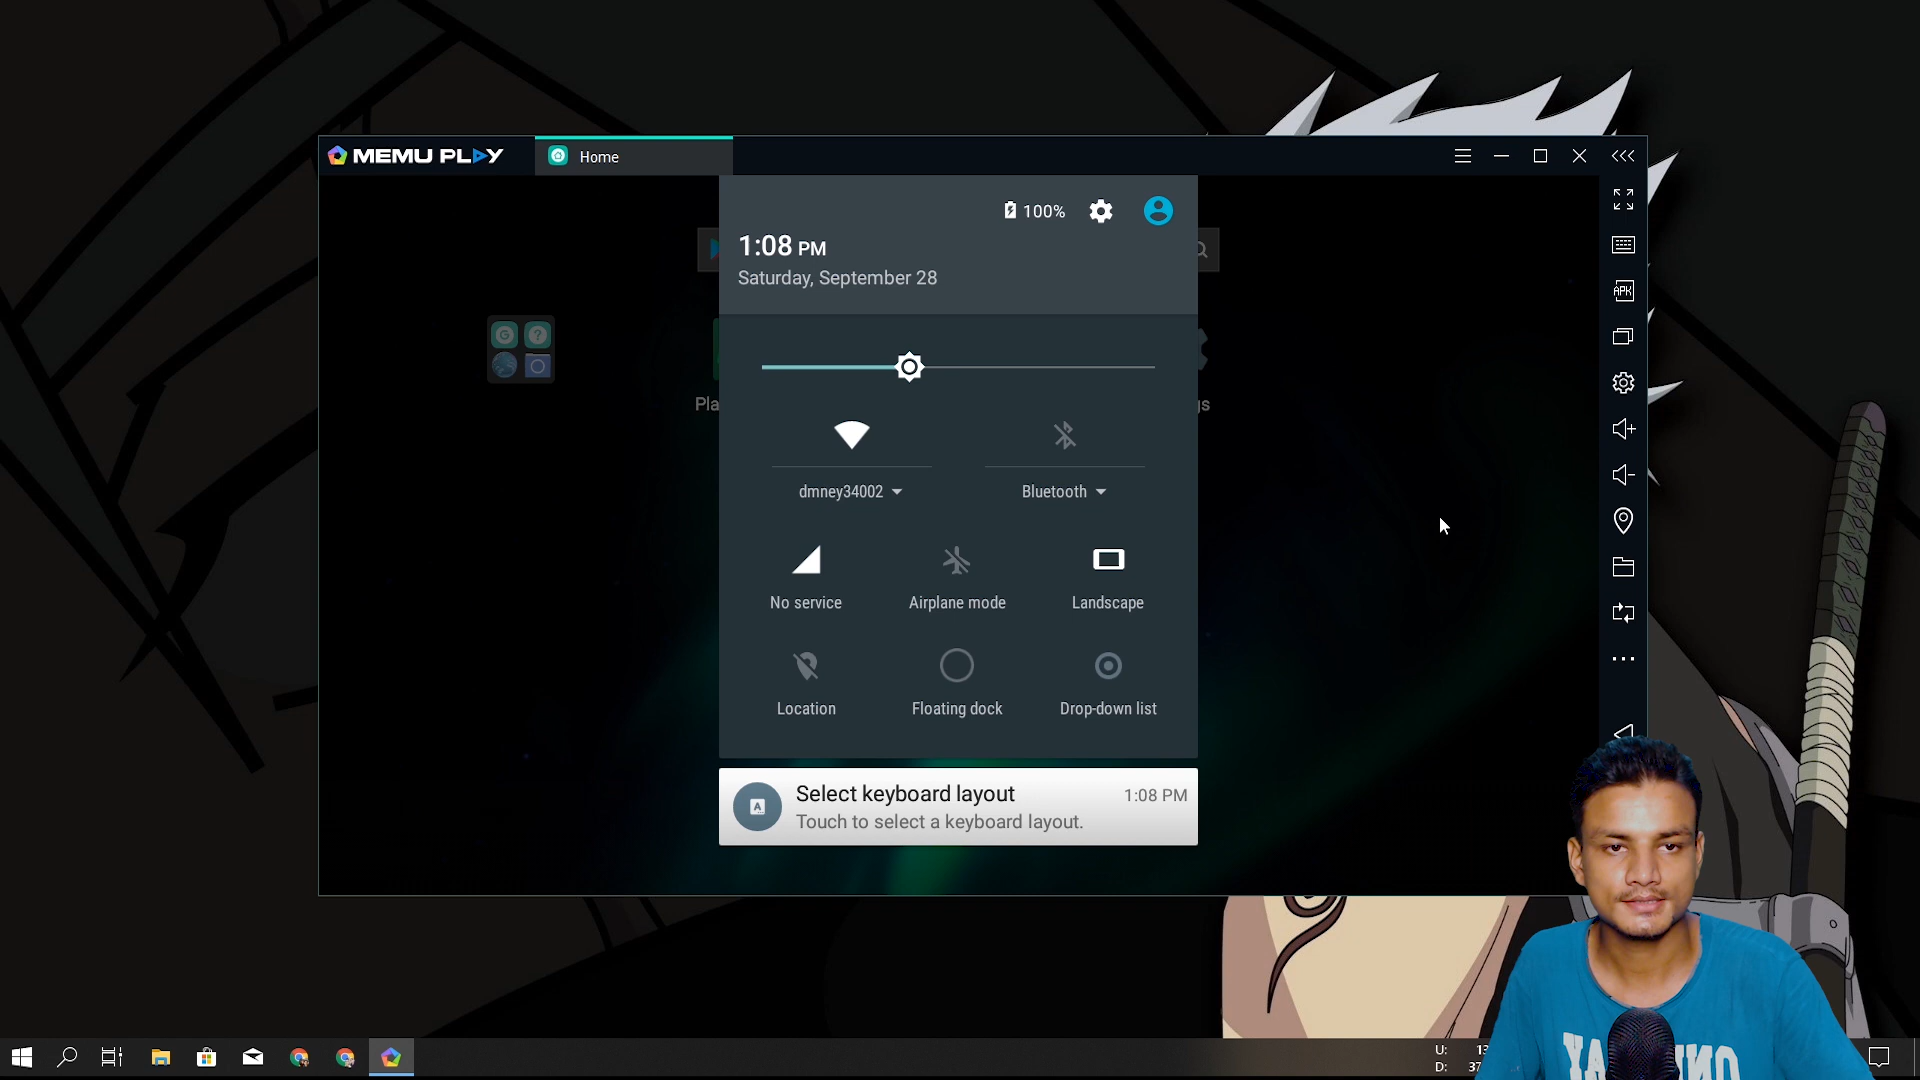 MEMU PLAY
Home
100%
1:08 PM
Saturday, September 28
dmney34002
Bluetooth
No service
Airplane mode
Landscape
Location
Floating dock
Drop-down list
Select keyboard layout
1:08 PM
Touch to select a keyboard layout.
APK
U:
D: